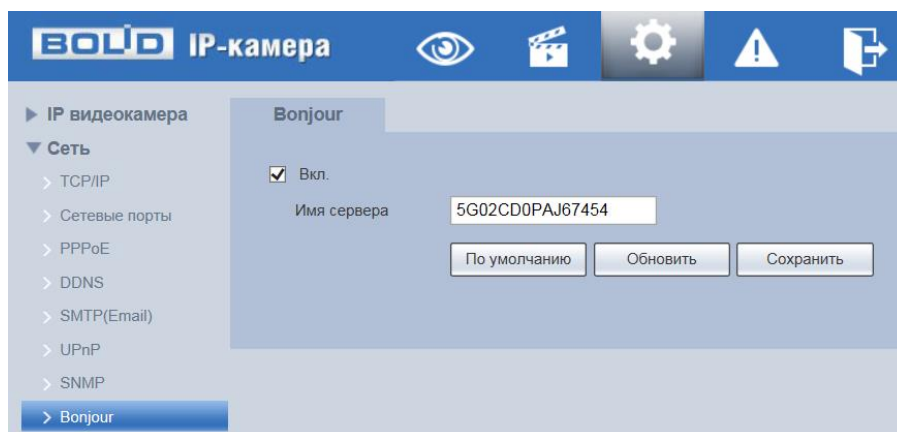 BOLID IP-камера
IP видеокамера
Сеть
TCP/IP
Сетевые порты
PPPoE
DDNS
SMTP(Email)
UPnP
SNMP
Bonjour
Bonjour
Вкл.
Имя сервера 5G02CD0PAJ67454
По умолчанию Обновить Сохранить